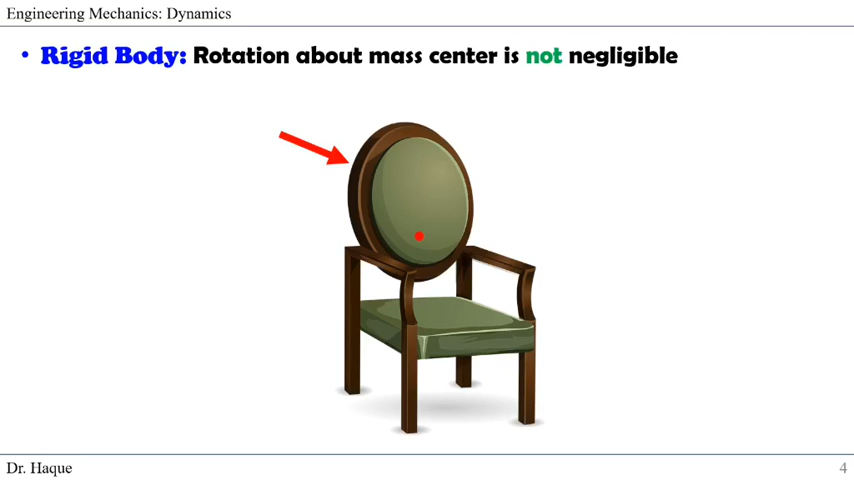 Engineering Mechanics: Dynamics
• Rigid Body: Rotation about mass center is not negligible
Dr. Haque
4